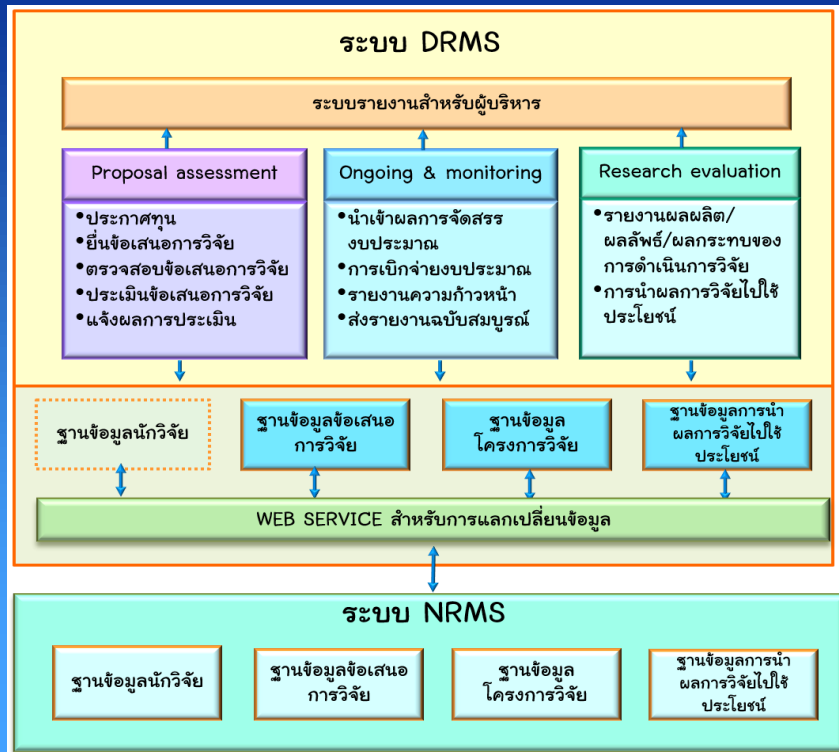 ระบบ DRMS
ระบบรายงานสำหรับผู้บริหาร
Proposal assessment
•ประกาศทุน
•ยื่นข้อเสนอการวิจัย
•ตรวจสอบข้อเสนอการวิจัย
•ประเมินข้อเสนอการวิจัย
•แจ้งผลการประเมิน
Ongoing & monitoring
•นำเข้าผลการจัดสรร
งบประมาณ
•การเบิกจ่ายงบประมาณ
•รายงานความก้าวหน้า
•ส่งรายงานฉบับสมบูรณ์
Research evaluation
•รายงานผลผลิต/
ผลลัพธ์/ผลกระทบของ
การดำเนินการวิจัย
•การนำผลการวิจัยไปใช้
ประโยชน์
ฐานข้อมูลนักวิจัย
ฐานข้อมูลข้อเสนอ
การวิจัย
ฐานข้อมูล
โครงการวิจัย
ฐานข้อมูลการนำ
ผลการวิจัยไปใช้
ประโยชน์
WEB SERVICE สำหรับการแลกเปลี่ยนข้อมูล
ระบบ NRMS
ฐานข้อมูลนักวิจัย
ฐานข้อมูลข้อเสนอ
การวิจัย
ฐานข้อมูล
โครงการวิจัย
ฐานข้อมูลการนำ
ผลการวิจัยไปใช้
ประโยชน์